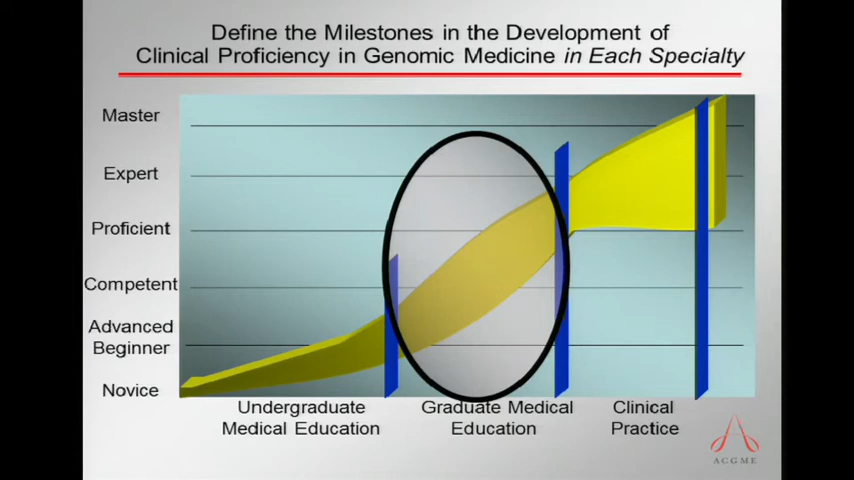 Define the Milestones in the Development of
Clinical Proficiency in Genomic Medicine in Each Specialty
Master
Expert
Proficient
Competent
Advanced
Beginner
Novice
Undergraduate
Medical Education
Graduate Medical
Education
Clinical
Practice
ACGME